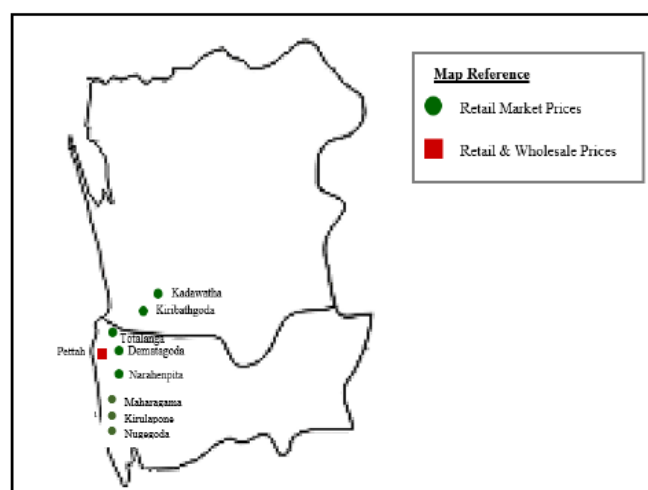 Map Reference
Retail Market Prices
Retail & Wholesale Prices
Kadawatha
Kiribathgoda
Totalanga
Pettah
Dematagoda
Narahenpita
Maharagama
Kirulapone
Nugegoda